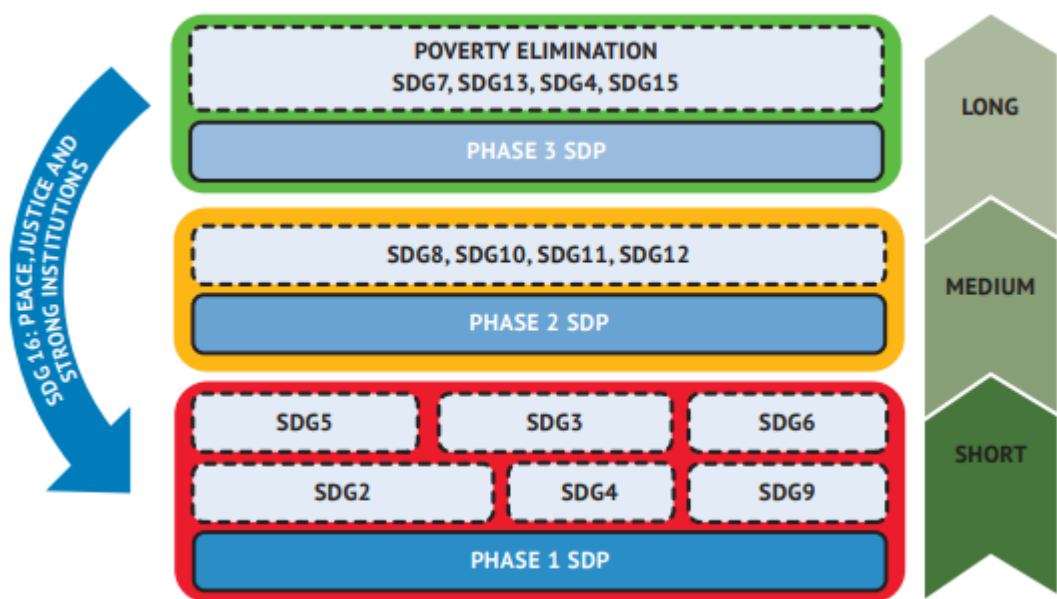 POVERTY ELIMINATION
SDG7, SDG13, SDG4, SDG15
PHASE 3 SDP
SDG8, SDG10, SDG11, SDG12
PHASE 2 SDP
SDG5
SDG3
SDG6
SDG2
SDG4
SDG9
PHASE 1 SDP
SDG 16: PEACE, JUSTICE AND
STRONG INSTITUTIONS
LONG
MEDIUM
SHORT